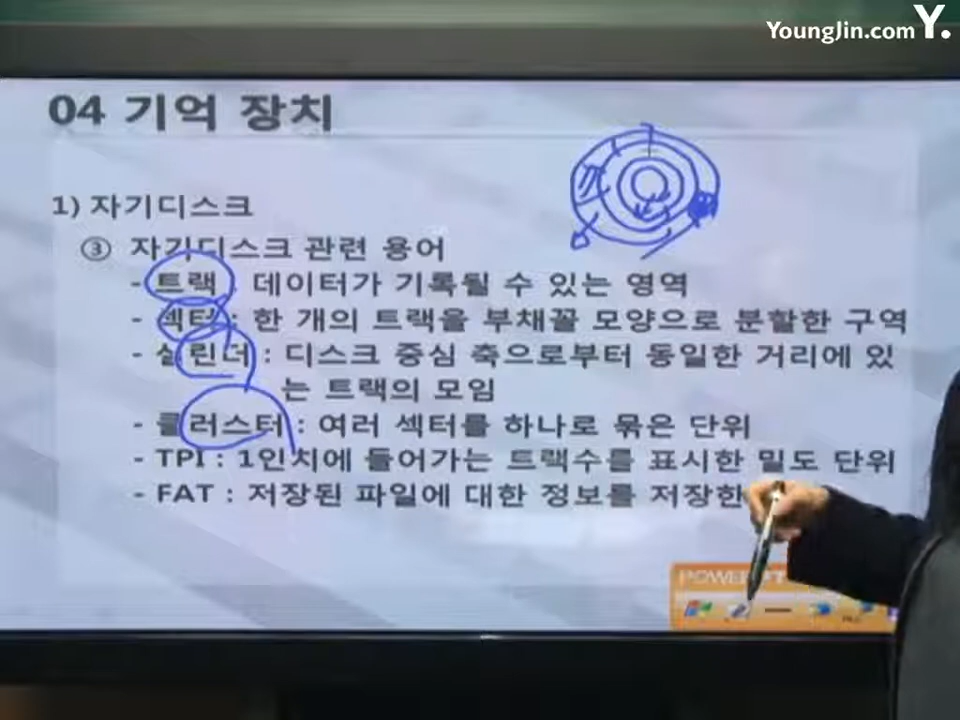 YoungJin.com Y.
04 기억 장치
1) 자기디스크
③ 자기디스크 관련 용어
- 트랙 : 데이터가 기록될 수 있는 영역
- 섹터 : 한 개의 트랙을 부채꼴 모양으로 분할한 구역
- 실린더 : 디스크 중심 축으로부터 동일한 거리에 있
는 트랙의 모임
- 클러스터 : 여러 섹터를 하나로 묶은 단위
- TPI : 1인치에 들어가는 트랙수를 표시한 밀도 단위
- FAT : 저장된 파일에 대한 정보를 저장한